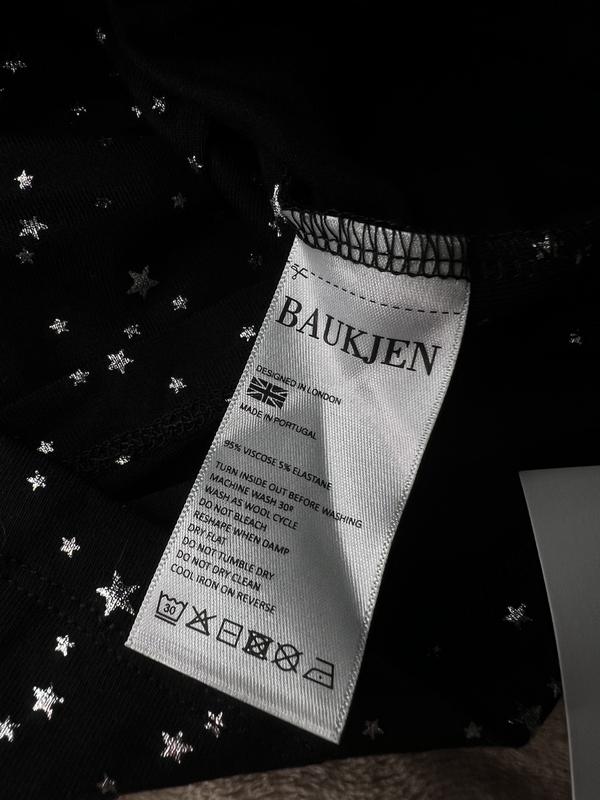 BAUKJEN
DESIGNED IN LONDON
MADE IN PORTUGAL
95% VISCOSE 5% ELASTANE
TURN INSIDE OUT BEFORE WASHING
MACHINE WASH 30º
WASH AS WOOL CYCLE
DO NOT BLEACH
RESHAPE WHEN DAMP
DRY FLAT
DO NOT TUMBLE DRY
DO NOT DRY CLEAN
COOL IRON ON REVERSE
30